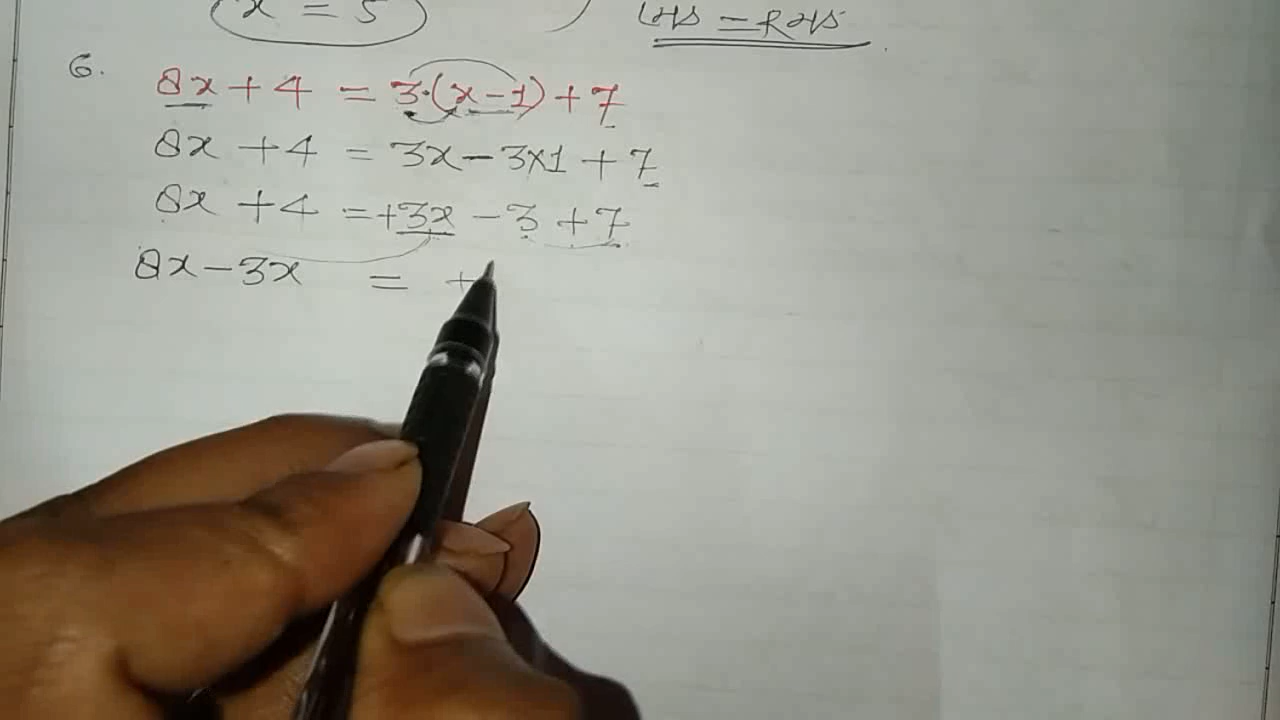 x = 5
LHS = RHS
6.
8x + 4 = 3·(x - 1) + 7
8x + 4 = 3x - 3x1 + 7
8x + 4 = +3x - 3 + 7
8x - 3x = +